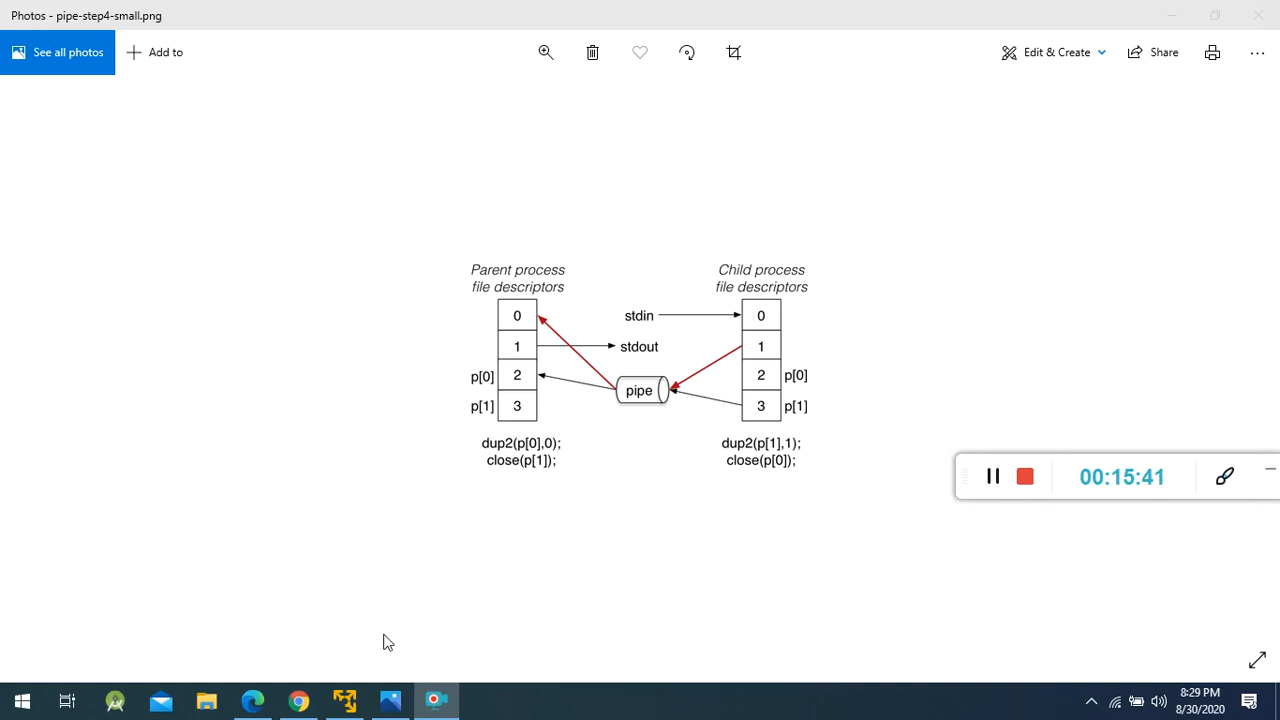 Photos - pipe-step4-small.png
See all photos
Add to
Edit & Create
Share
Parent process
file descriptors
Child process
file descriptors
0
stdin
0
1
stdout
1
p[0]
2
pipe
2
p[0]
p[1]
3
3
p[1]
dup2(p[0],0);
close(p[1]);
dup2(p[1],1);
close(p[0]);
00:15:41
8:29 PM
8/30/2020